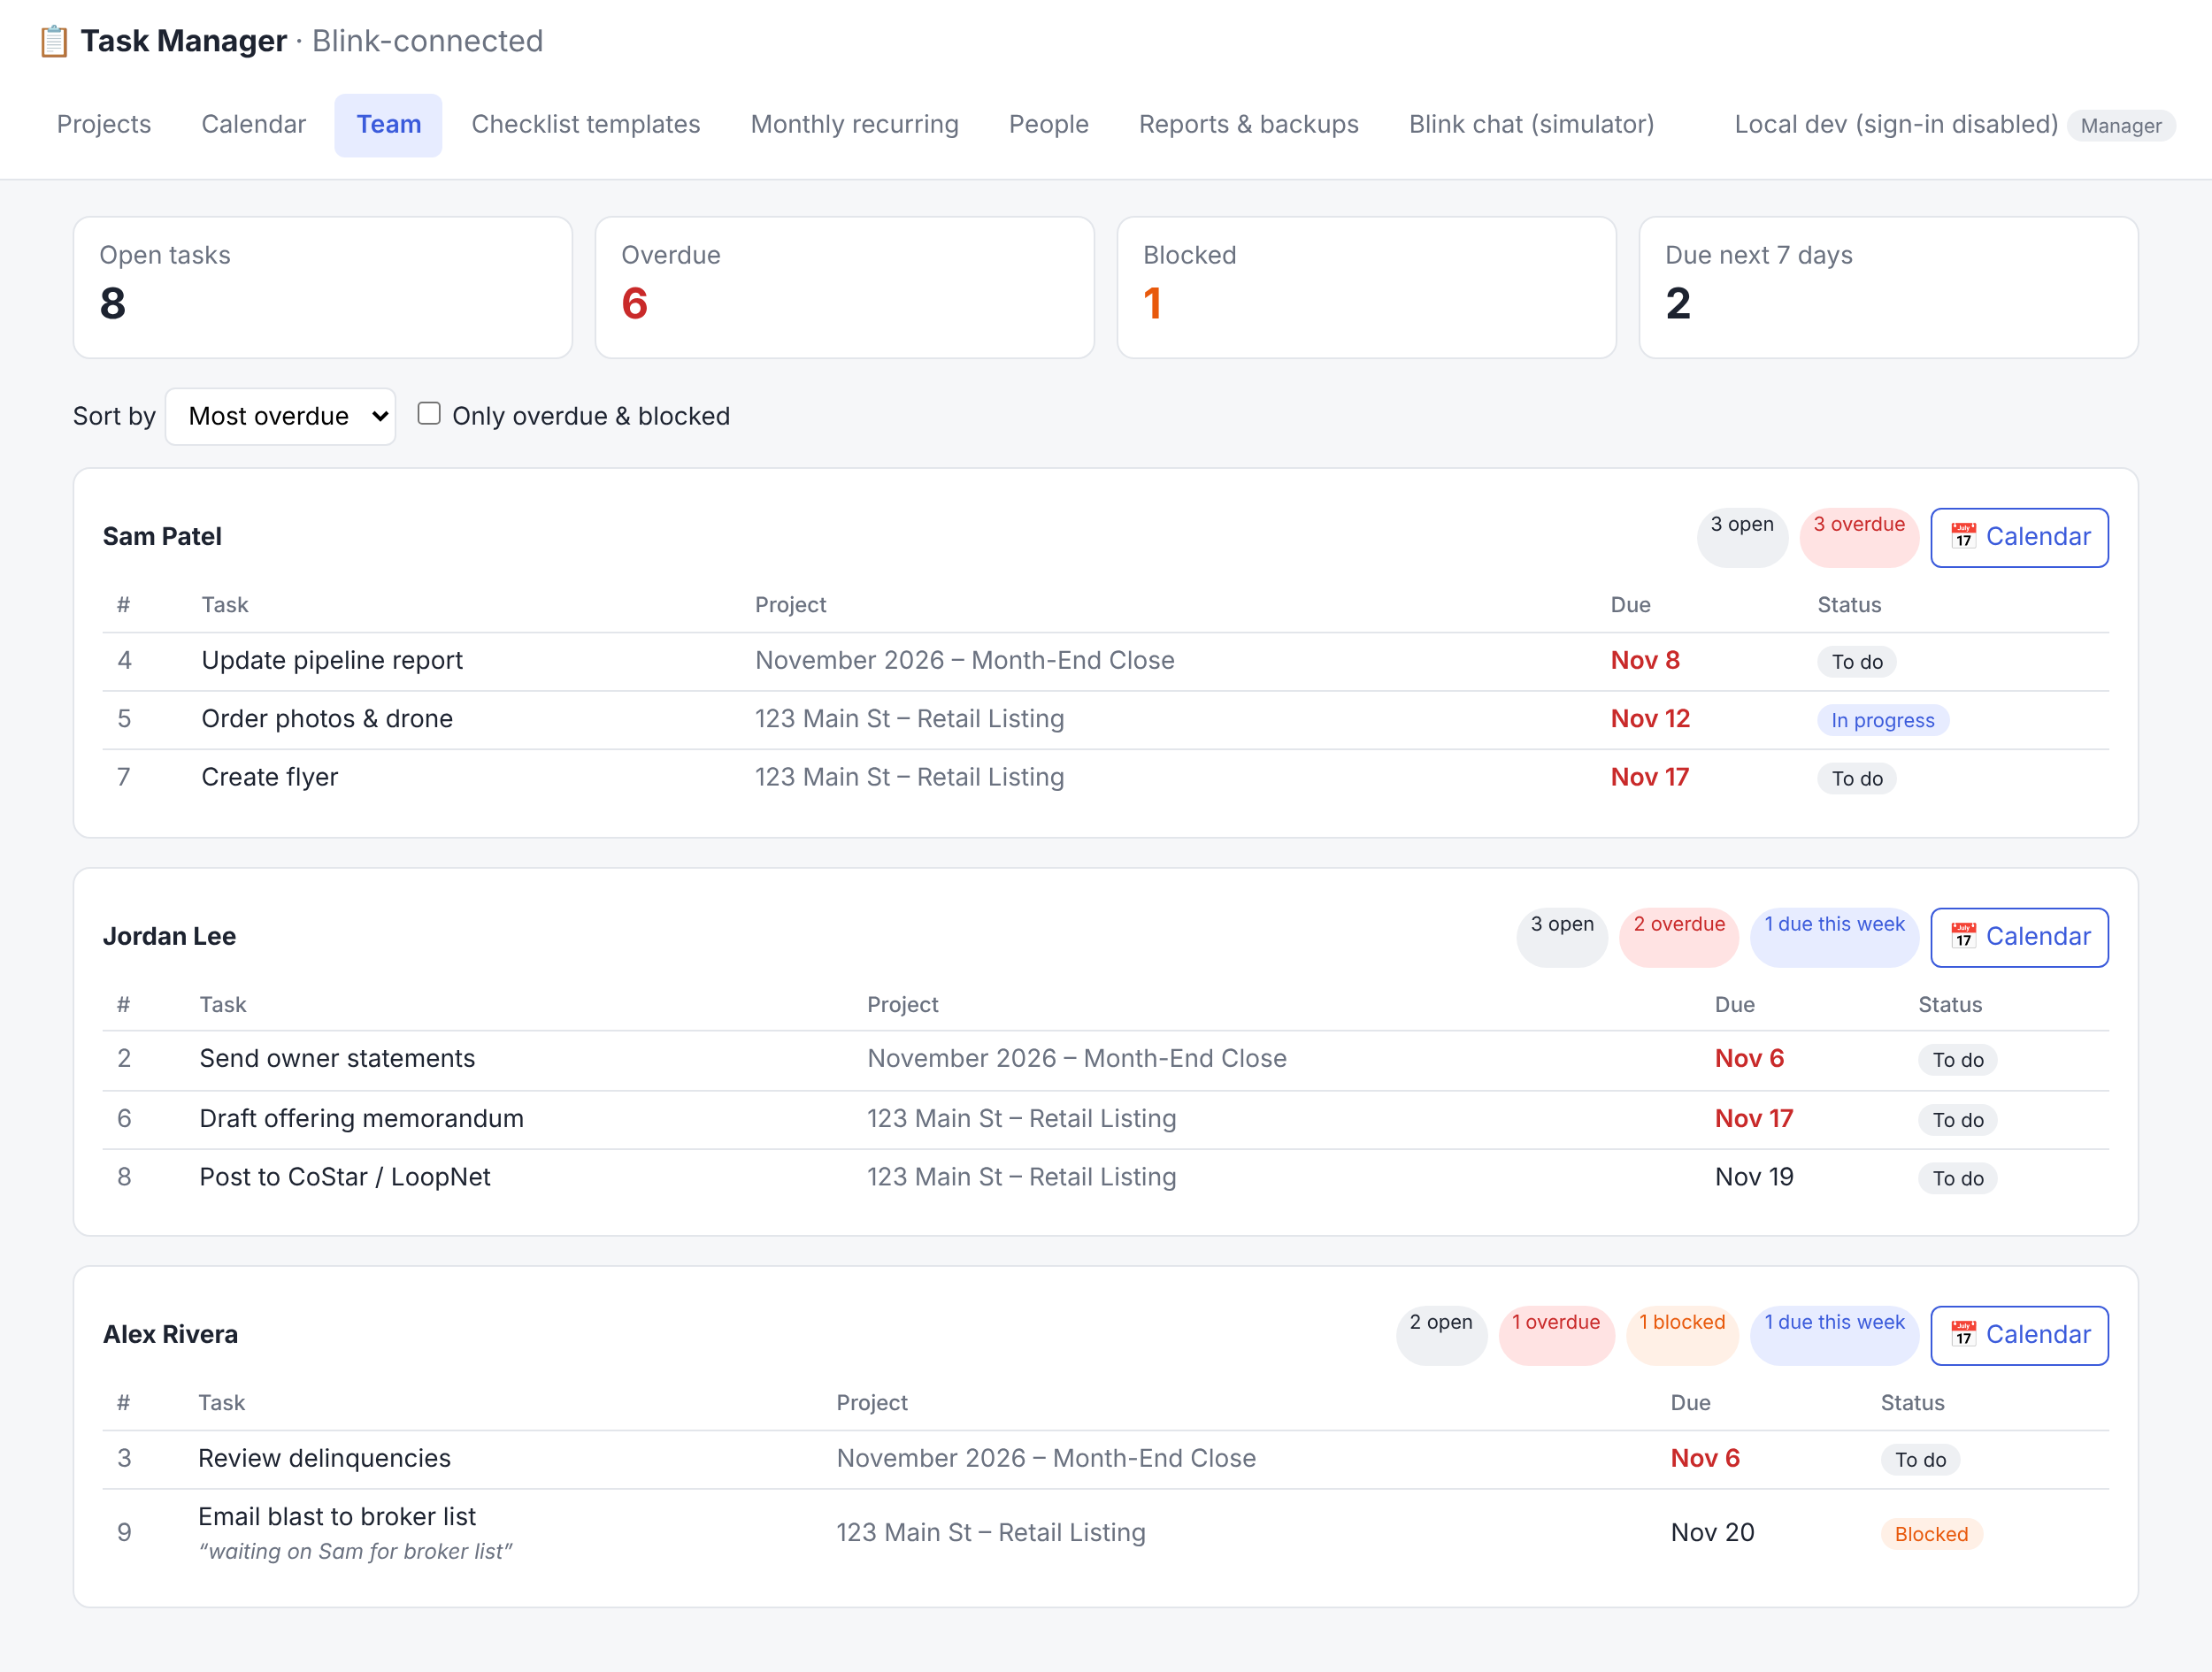 📋 Task Manager · Blink-connected
Projects Calendar Team Checklist templates Monthly recurring People Reports & backups Blink chat (simulator) Local dev (sign-in disabled) Manager
Open tasks
8
Overdue
6
Blocked
1
Due next 7 days
2
Sort by Most overdue Only overdue & blocked
Sam Patel 3 open 3 overdue 📅 Calendar
# Task Project Due Status
4 Update pipeline report November 2026 – Month-End Close Nov 8 To do
5 Order photos & drone 123 Main St – Retail Listing Nov 12 In progress
7 Create flyer 123 Main St – Retail Listing Nov 17 To do
Jordan Lee 3 open 2 overdue 1 due this week 📅 Calendar
# Task Project Due Status
2 Send owner statements November 2026 – Month-End Close Nov 6 To do
6 Draft offering memorandum 123 Main St – Retail Listing Nov 17 To do
8 Post to CoStar / LoopNet 123 Main St – Retail Listing Nov 19 To do
Alex Rivera 2 open 1 overdue 1 blocked 1 due this week 📅 Calendar
# Task Project Due Status
3 Review delinquencies November 2026 – Month-End Close Nov 6 To do
9 Email blast to broker list 123 Main St – Retail Listing Nov 20 Blocked
“waiting on Sam for broker list”